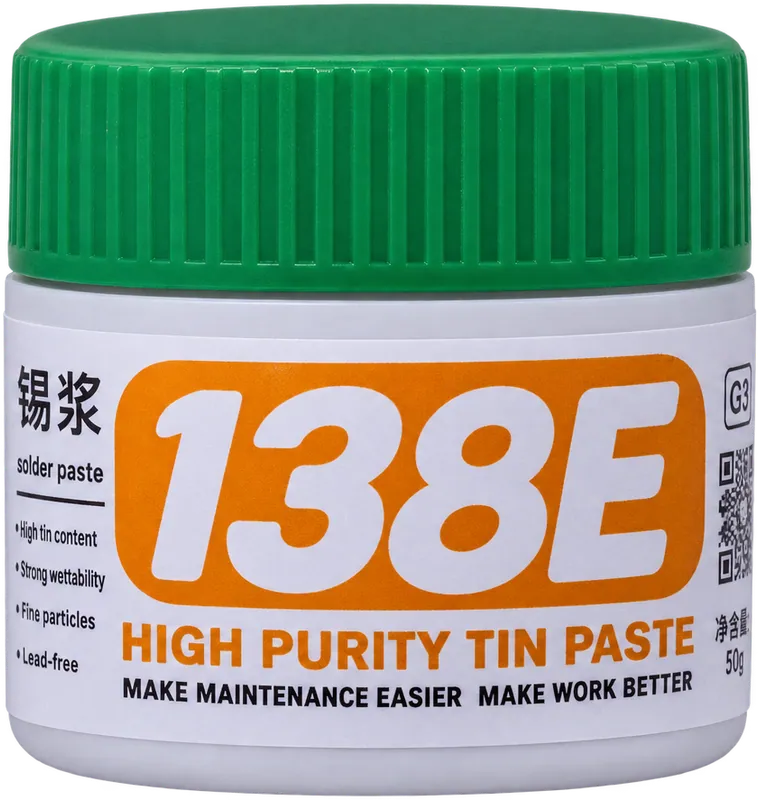 锡浆
solder paste
•High tin content
•Strong wettability
•Fine particles
•Lead-free
138E
HIGH PURITY TIN PASTE
MAKE MAINTENANCE EASIER MAKE WORK BETTER
G3
净含量:
50g